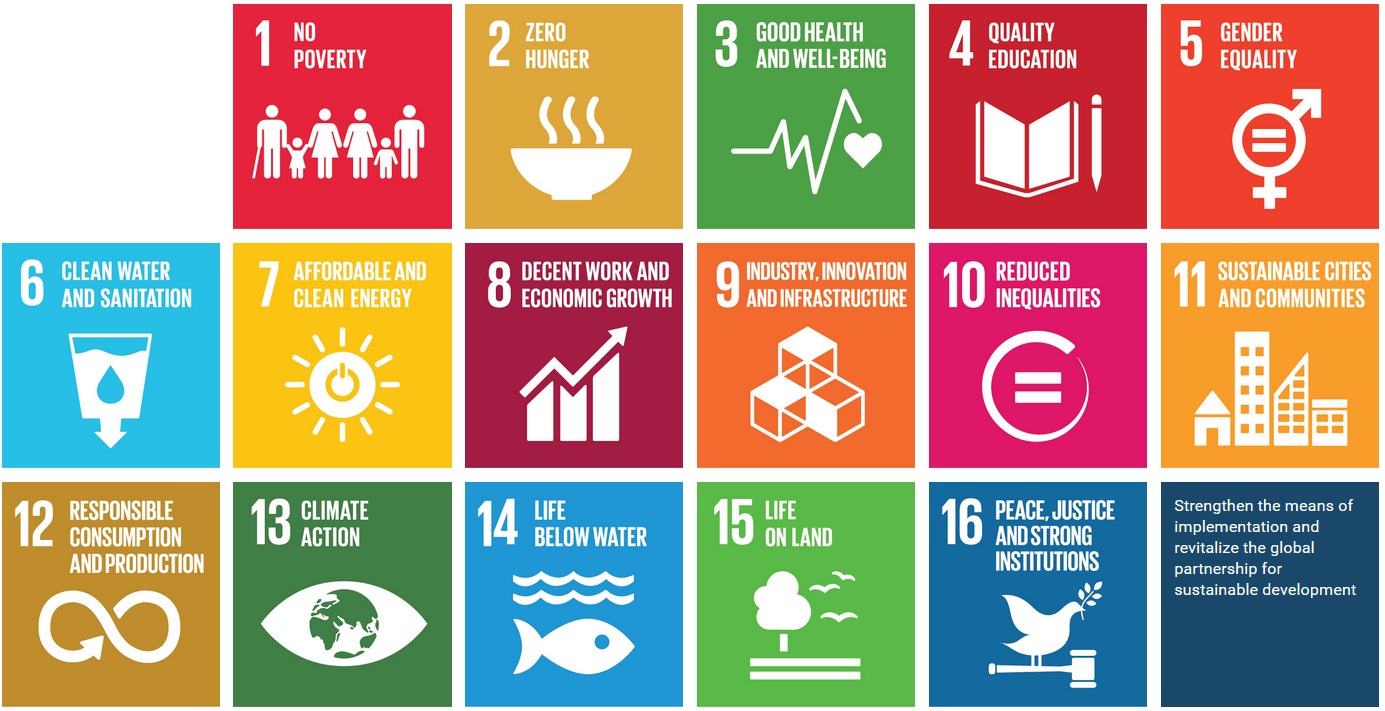 1 NO
POVERTY
2 ZERO
HUNGER
3 GOOD HEALTH
AND WELL-BEING
4 QUALITY
EDUCATION
5 GENDER
EQUALITY
6 CLEAN WATER
AND SANITATION
7 AFFORDABLE AND
CLEAN ENERGY
8 DECENT WORK AND
ECONOMIC GROWTH
9 INDUSTRY, INNOVATION
AND INFRASTRUCTURE
10 REDUCED
INEQUALITIES
11 SUSTAINABLE CITIES
AND COMMUNITIES
12 RESPONSIBLE
CONSUMPTION
AND PRODUCTION
13 CLIMATE
ACTION
14 LIFE
BELOW WATER
15 LIFE
ON LAND
16 PEACE, JUSTICE
AND STRONG
INSTITUTIONS
Strengthen the means of
implementation and
revitalize the global
partnership for
sustainable development